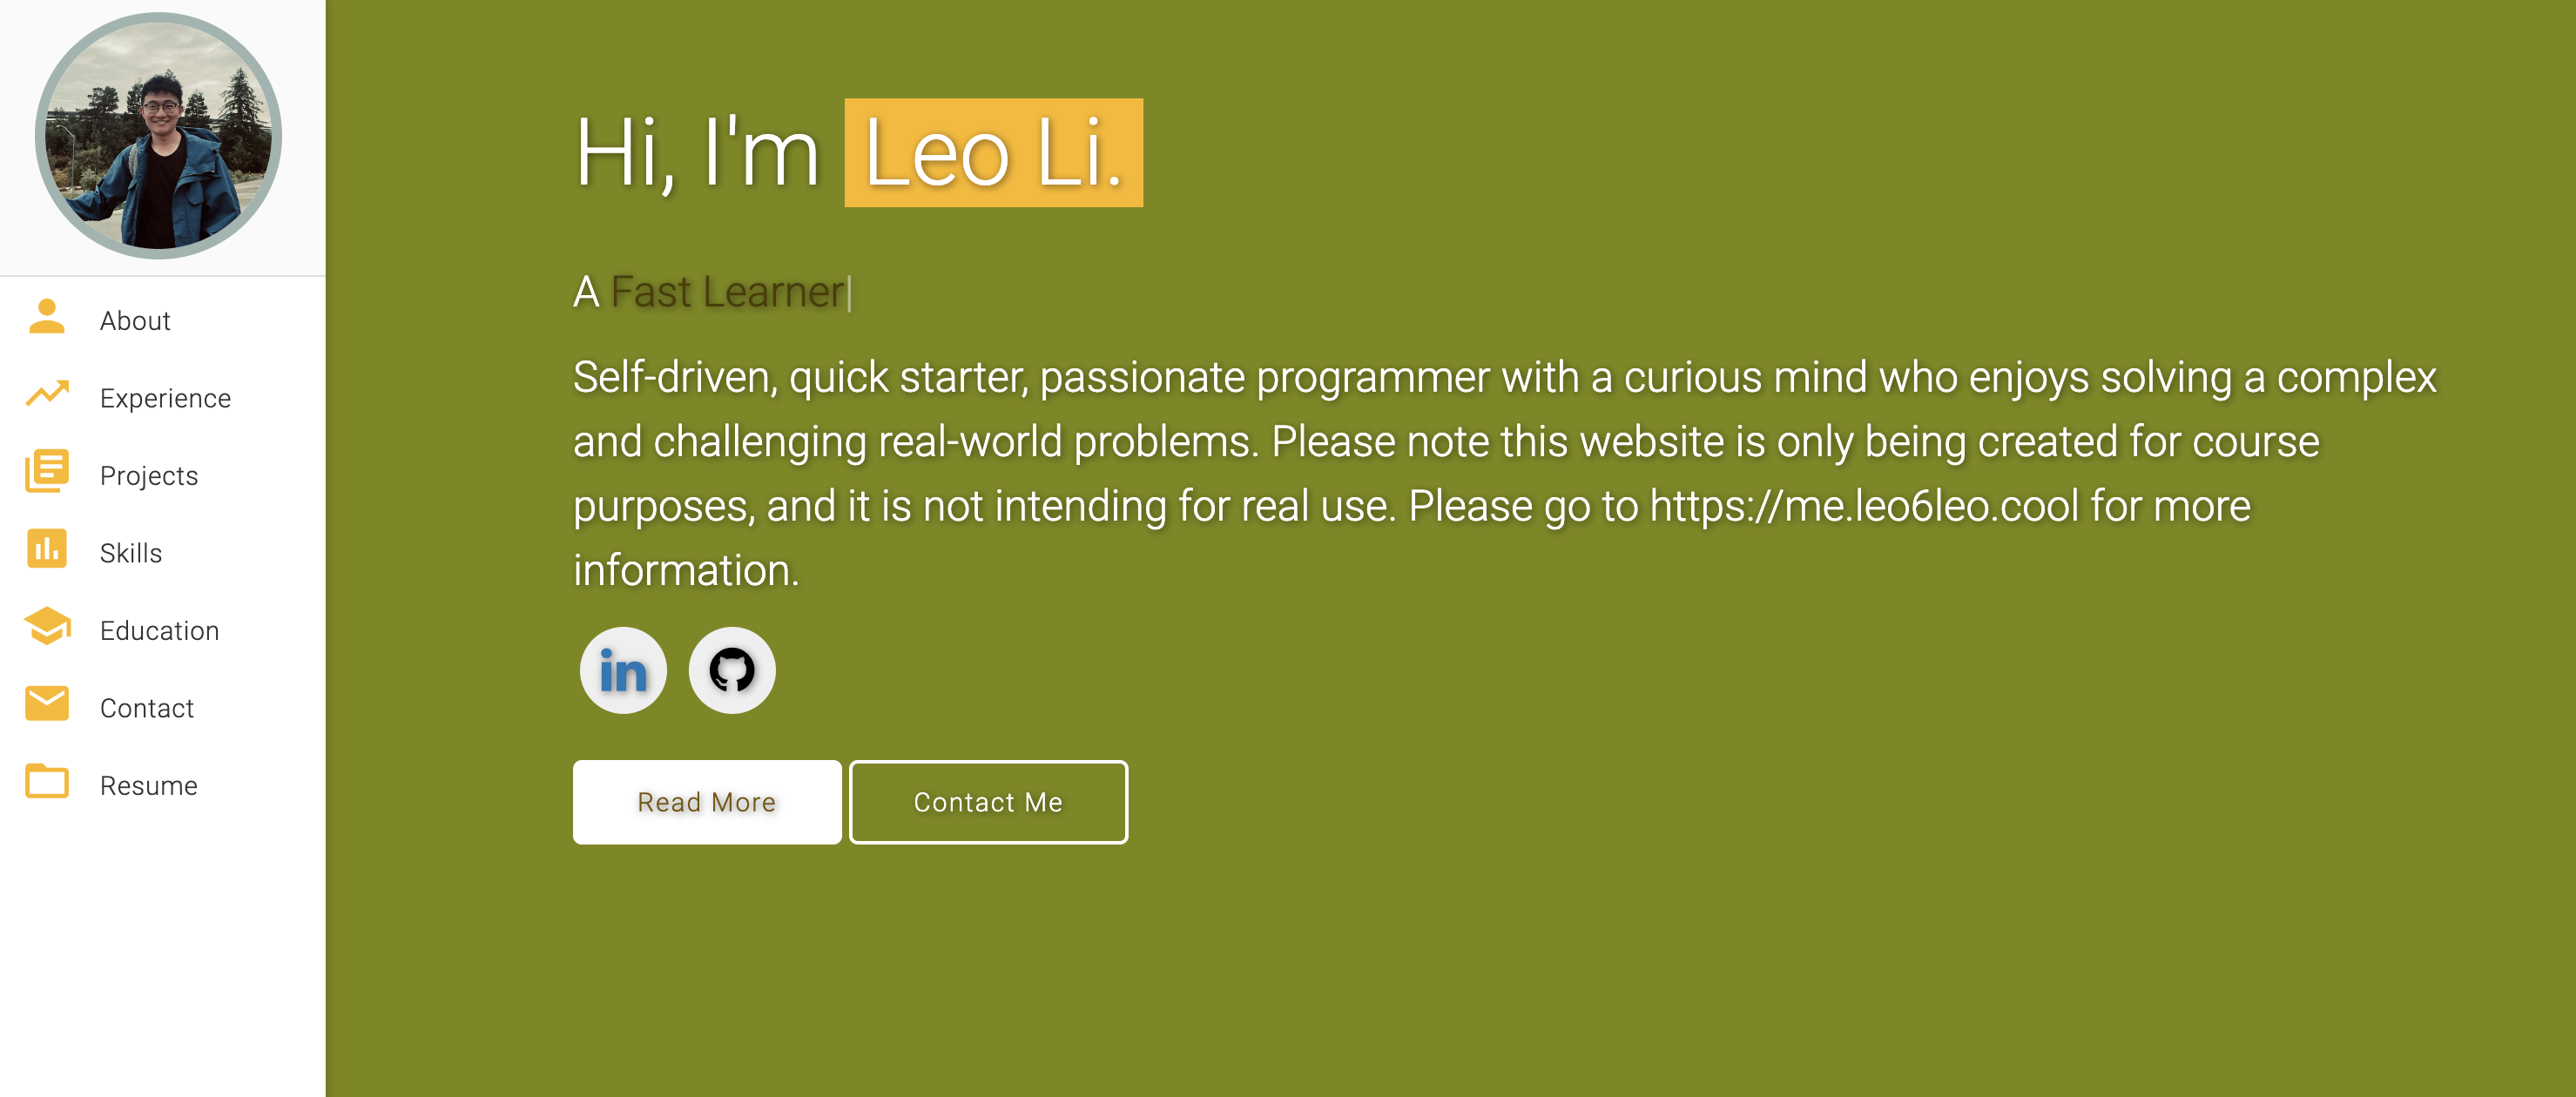 About
Experience
Projects
Skills
Education
Contact
Resume
Hi, I'm Leo Li.
A Fast Learner|
Self-driven, quick starter, passionate programmer with a curious mind who enjoys solving a complex
and challenging real-world problems. Please note this website is only being created for course
purposes, and it is not intending for real use. Please go to https://me.leo6leo.cool for more
information.
in
Read More
Contact Me